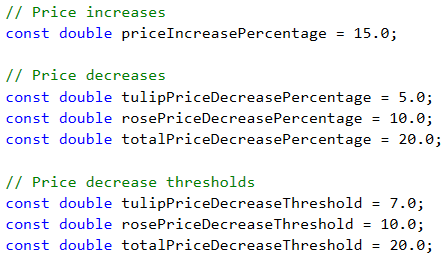 // Price increases
const double priceIncreasePercentage = 15.0;
// Price decreases
const double tulipPriceDecreasePercentage = 5.0;
const double rosePriceDecreasePercentage = 10.0;
const double totalPriceDecreasePercentage = 20.0;
// Price decrease thresholds
const double tulipPriceDecreaseThreshold = 7.0;
const double rosePriceDecreaseThreshold = 10.0;
const double totalPriceDecreaseThreshold = 20.0;